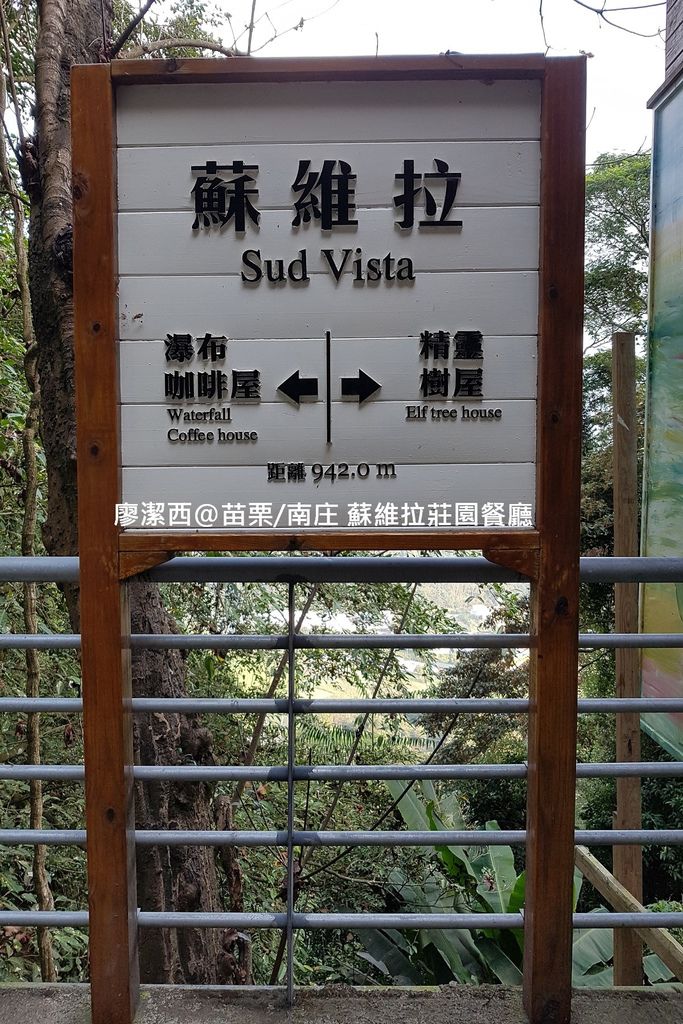 蘇維拉
Sud Vista
瀑布
咖啡屋
Waterfall
Coffee house
精靈
樹屋
Elf tree house
距離 942.0 m
廖潔西@苗栗/南庄 蘇維拉莊園餐廳